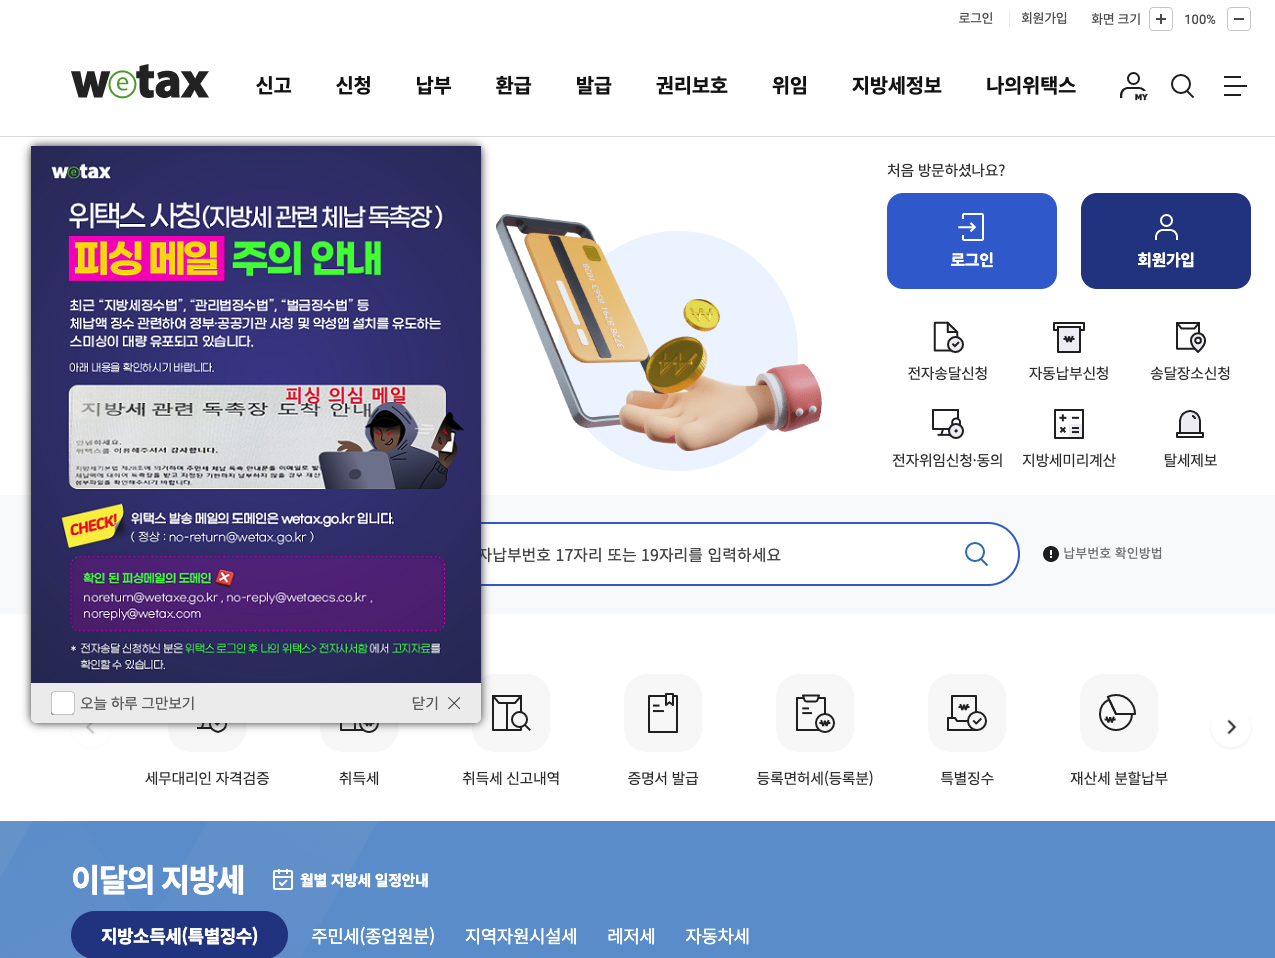 로그인 회원가입 화면 크기 100%
wetax 신고 신청 납부 환급 발급 권리보호 위임 지방세정보 나의위택스 MY
wetax
위택스 사칭(지방세 관련 체납 독촉장)
피싱 메일 주의 안내
최근 “지방세징수법”, “관리법징수법”, “벌금징수법” 등
체납액 징수 관련하여 정부·공공기관 사칭 및 악성앱 설치를 유도하는
스미싱이 대량 유포되고 있습니다.
아래 내용을 확인하시기 바랍니다.
피싱 의심 메일
지방세 관련 독촉장 도착 안내
안녕하세요.
위택스를 이용해주셔서 감사합니다.
CHECK!
위택스 발송 메일의 도메인은 wetax.go.kr 입니다.
( 정상 : no-return@wetax.go.kr )
확인 된 피싱메일의 도메인
noreturn@wetaxe.go.kr , no-reply@wetaecs.co.kr ,
noreply@wetax.com
* 전자송달 신청하신 분은 위택스 로그인 후 나의 위택스> 전자사서함 에서 고지자료를
확인할 수 있습니다.
오늘 하루 그만보기 닫기
처음 방문하셨나요?
로그인 회원가입
전자송달신청 자동납부신청 송달장소신청
전자위임신청·동의 지방세미리계산 탈세제보
자납부번호 17자리 또는 19자리를 입력하세요
납부번호 확인방법
세무대리인 자격검증 취득세 취득세 신고내역 증명서 발급 등록면허세(등록분) 특별징수 재산세 분할납부
이달의 지방세 월별 지방세 일정안내
지방소득세(특별징수) 주민세(종업원분) 지역자원시설세 레저세 자동차세